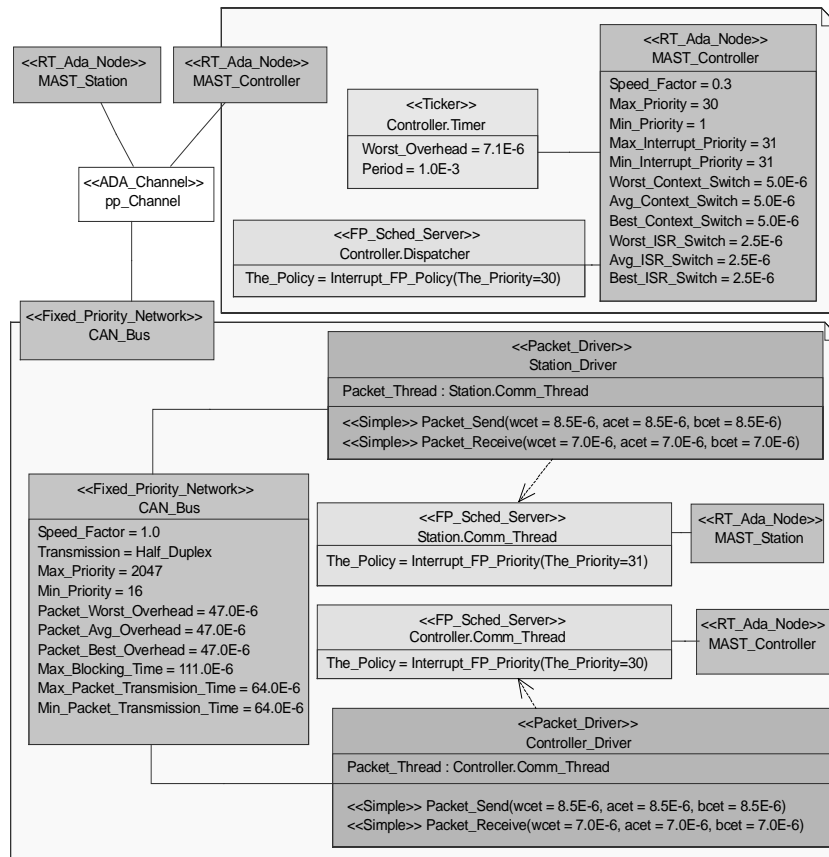 <<RT_Ada_Node>>
MAST_Station
<<RT_Ada_Node>>
MAST_Controller
<<ADA_Channel>>
pp_Channel
<<Fixed_Priority_Network>>
CAN_Bus
<<Ticker>>
Controller.Timer
Worst_Overhead = 7.1E-6
Period = 1.0E-3
<<FP_Sched_Server>>
Controller.Dispatcher
The_Policy = Interrupt_FP_Policy(The_Priority=30)
<<RT_Ada_Node>>
MAST_Controller
Speed_Factor = 0.3
Max_Priority = 30
Min_Priority = 1
Max_Interrupt_Priority = 31
Min_Interrupt_Priority = 31
Worst_Context_Switch = 5.0E-6
Avg_Context_Switch = 5.0E-6
Best_Context_Switch = 5.0E-6
Worst_ISR_Switch = 2.5E-6
Avg_ISR_Switch = 2.5E-6
Best_ISR_Switch = 2.5E-6
<<Packet_Driver>>
Station_Driver
Packet_Thread : Station.Comm_Thread
<<Simple>> Packet_Send(wcet = 8.5E-6, acet = 8.5E-6, bcet = 8.5E-6)
<<Simple>> Packet_Receive(wcet = 7.0E-6, acet = 7.0E-6, bcet = 7.0E-6)
<<Fixed_Priority_Network>>
CAN_Bus
Speed_Factor = 1.0
Transmission = Half_Duplex
Max_Priority = 2047
Min_Priority = 16
Packet_Worst_Overhead = 47.0E-6
Packet_Avg_Overhead = 47.0E-6
Packet_Best_Overhead = 47.0E-6
Max_Blocking_Time = 111.0E-6
Max_Packet_Transmision_Time = 64.0E-6
Min_Packet_Transmission_Time = 64.0E-6
<<FP_Sched_Server>>
Station.Comm_Thread
The_Policy = Interrupt_FP_Priority(The_Priority=31)
<<RT_Ada_Node>>
MAST_Station
<<FP_Sched_Server>>
Controller.Comm_Thread
The_Policy = Interrupt_FP_Priority(The_Priority=30)
<<RT_Ada_Node>>
MAST_Controller
<<Packet_Driver>>
Controller_Driver
Packet_Thread : Controller.Comm_Thread
<<Simple>> Packet_Send(wcet = 8.5E-6, acet = 8.5E-6, bcet = 8.5E-6)
<<Simple>> Packet_Receive(wcet = 7.0E-6, acet = 7.0E-6, bcet = 7.0E-6)